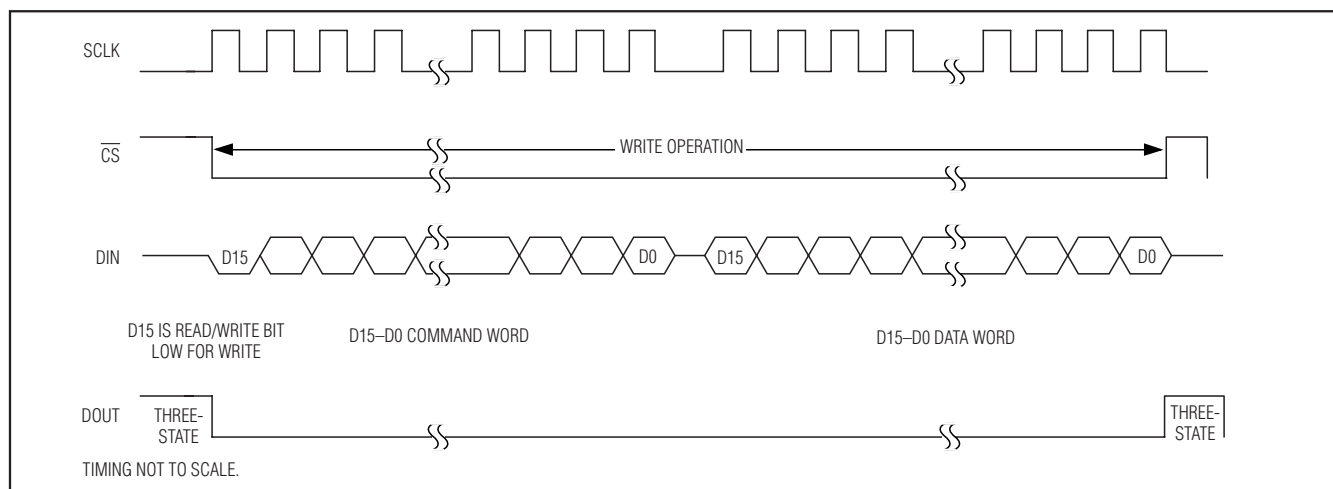 SCLK
CS
WRITE OPERATION
DIN
D15
D0
D15
D0
D15 IS READ/WRITE BIT
LOW FOR WRITE
D15–D0 COMMAND WORD
D15–D0 DATA WORD
DOUT
THREE-
STATE
THREE-
STATE
TIMING NOT TO SCALE.